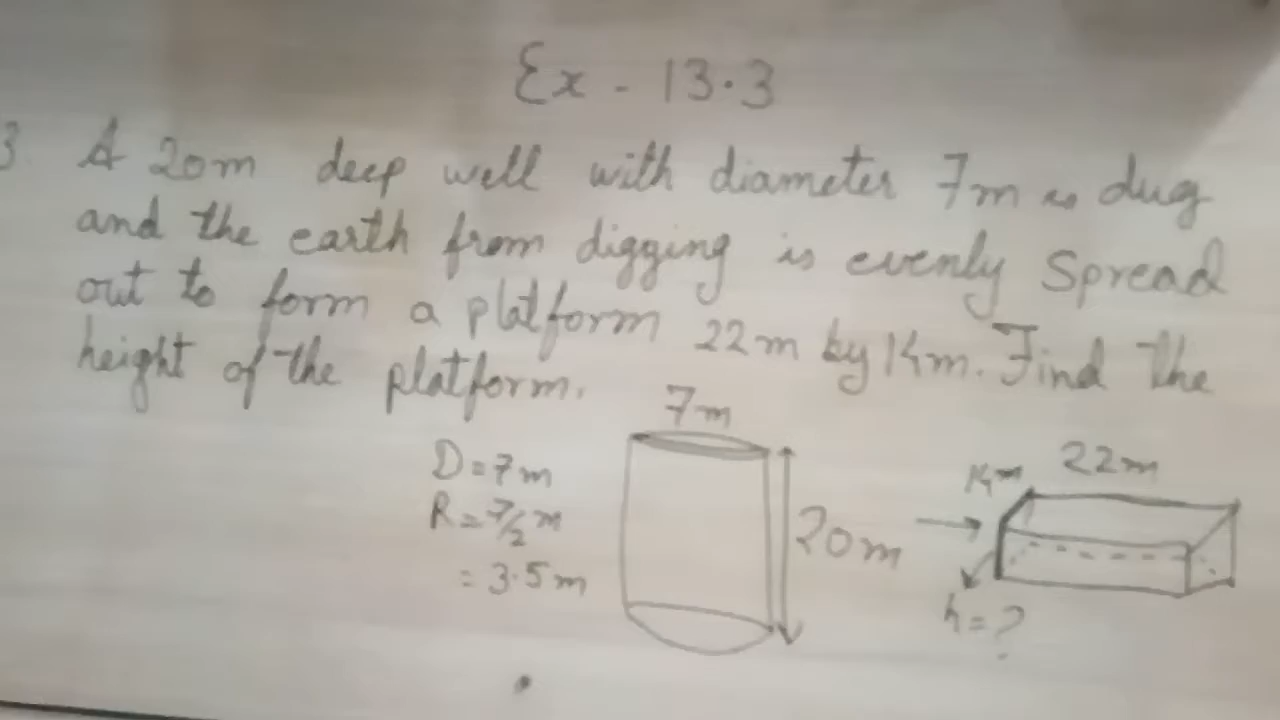 Ex - 13.3
3. A 20m deep well with diameter 7m is dug
and the earth from digging is evenly Spread
out to form a platform 22m by 14m. Find the
height of the platform.
7m
D = 7m
R = 7/2 m
= 3.5m
20m
14m
22m
h = ?